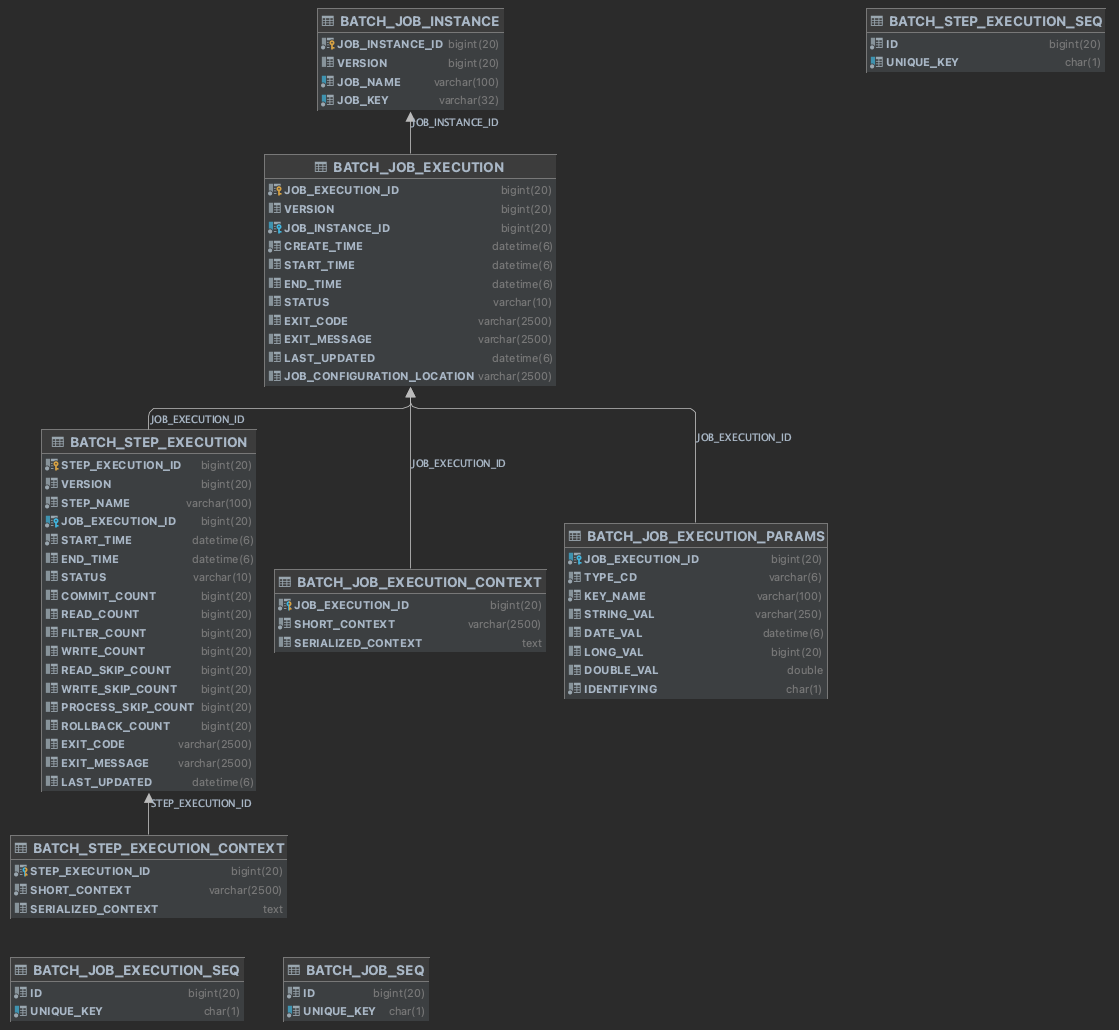 BATCH_JOB_INSTANCE
JOB_INSTANCE_ID bigint(20)
VERSION bigint(20)
JOB_NAME varchar(100)
JOB_KEY varchar(32)
BATCH_STEP_EXECUTION_SEQ
ID bigint(20)
UNIQUE_KEY char(1)
JOB_INSTANCE_ID
BATCH_JOB_EXECUTION
JOB_EXECUTION_ID bigint(20)
VERSION bigint(20)
JOB_INSTANCE_ID bigint(20)
CREATE_TIME datetime(6)
START_TIME datetime(6)
END_TIME datetime(6)
STATUS varchar(10)
EXIT_CODE varchar(2500)
EXIT_MESSAGE varchar(2500)
LAST_UPDATED datetime(6)
JOB_CONFIGURATION_LOCATION varchar(2500)
JOB_EXECUTION_ID
JOB_EXECUTION_ID
JOB_EXECUTION_ID
BATCH_STEP_EXECUTION
STEP_EXECUTION_ID bigint(20)
VERSION bigint(20)
STEP_NAME varchar(100)
JOB_EXECUTION_ID bigint(20)
START_TIME datetime(6)
END_TIME datetime(6)
STATUS varchar(10)
COMMIT_COUNT bigint(20)
READ_COUNT bigint(20)
FILTER_COUNT bigint(20)
WRITE_COUNT bigint(20)
READ_SKIP_COUNT bigint(20)
WRITE_SKIP_COUNT bigint(20)
PROCESS_SKIP_COUNT bigint(20)
ROLLBACK_COUNT bigint(20)
EXIT_CODE varchar(2500)
EXIT_MESSAGE varchar(2500)
LAST_UPDATED datetime(6)
BATCH_JOB_EXECUTION_CONTEXT
JOB_EXECUTION_ID bigint(20)
SHORT_CONTEXT varchar(2500)
SERIALIZED_CONTEXT text
BATCH_JOB_EXECUTION_PARAMS
JOB_EXECUTION_ID bigint(20)
TYPE_CD varchar(6)
KEY_NAME varchar(100)
STRING_VAL varchar(250)
DATE_VAL datetime(6)
LONG_VAL bigint(20)
DOUBLE_VAL double
IDENTIFYING char(1)
STEP_EXECUTION_ID
BATCH_STEP_EXECUTION_CONTEXT
STEP_EXECUTION_ID bigint(20)
SHORT_CONTEXT varchar(2500)
SERIALIZED_CONTEXT text
BATCH_JOB_EXECUTION_SEQ
ID bigint(20)
UNIQUE_KEY char(1)
BATCH_JOB_SEQ
ID bigint(20)
UNIQUE_KEY char(1)